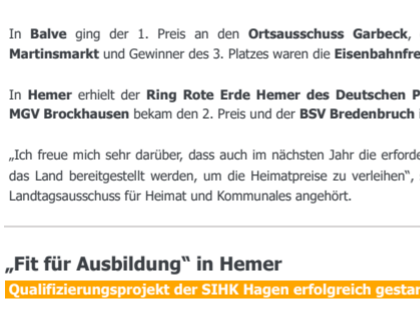 In Balve ging der 1. Preis an den Ortsausschuss Garbeck,
Martinsmarkt und Gewinner des 3. Platzes waren die
In Hemer erhielt der Ring Rote Erde Hemer des Deutschen
MGV Brockhausen bekam den 2. Preis und der BSV Bredenbruch
„Ich freue mich sehr darüber, dass auch im nächsten Jahr die
das Land bereitgestellt werden, um die Heimatpreise zu verleihen“,
Landtagsausschuss für Heimat und Kommunales angehört.
„Fit für Ausbildung“ in Hemer
Qualifizierungsprojekt der SIHK Hagen erfolgreich